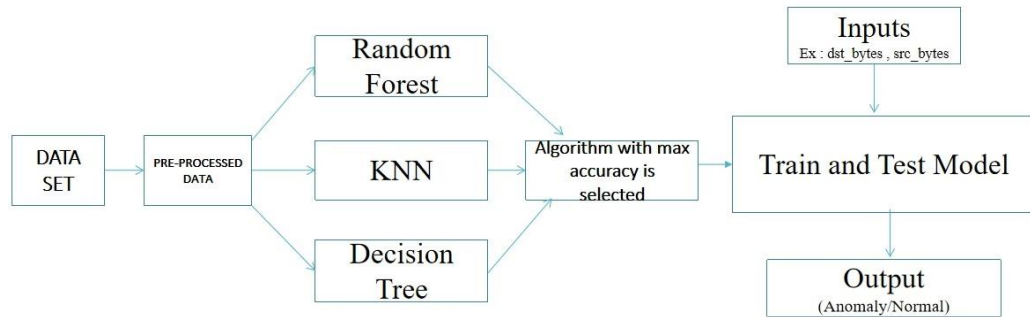 DATA
SET
PRE-PROCESSED
DATA
Random
Forest
KNN
Decision
Tree
Algorithm with max
accuracy is
selected
Inputs
Ex : dst_bytes , src_bytes
Train and Test Model
Output
(Anomaly/Normal)